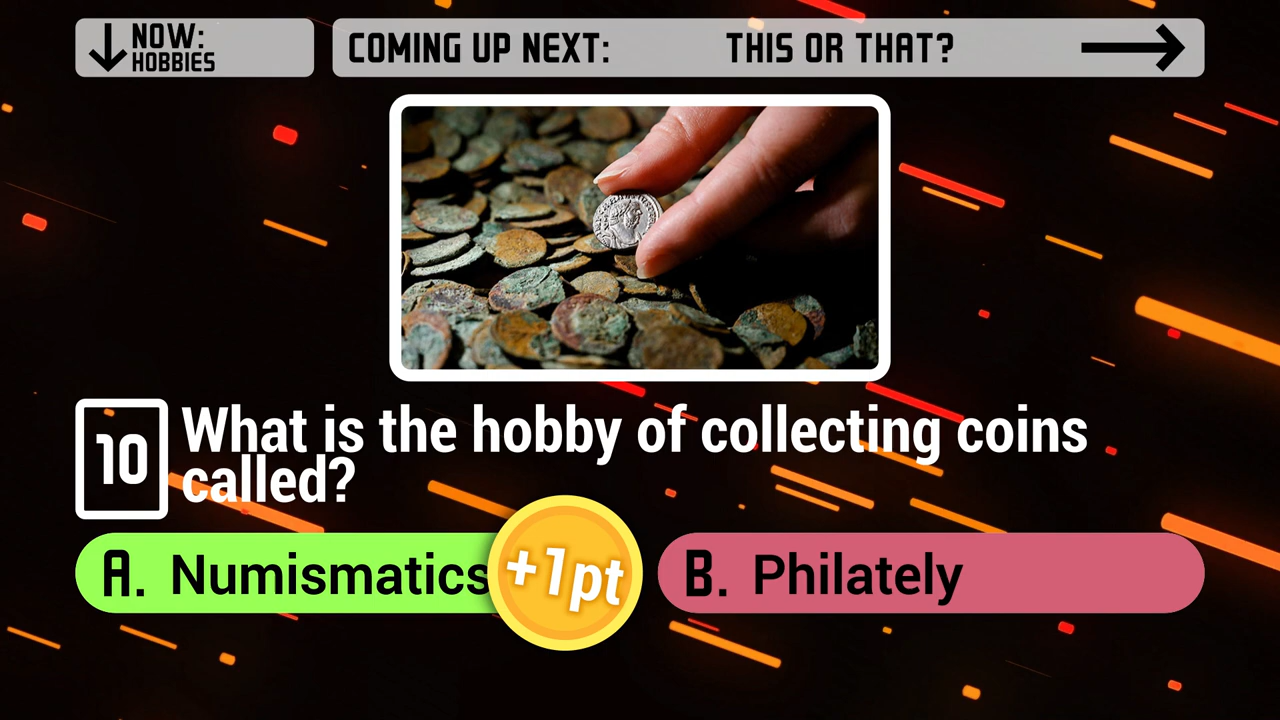 NOW:
HOBBIES
COMING UP NEXT: THIS OR THAT?
10
What is the hobby of collecting coins
called?
A. Numismatics
+1pt
B. Philately